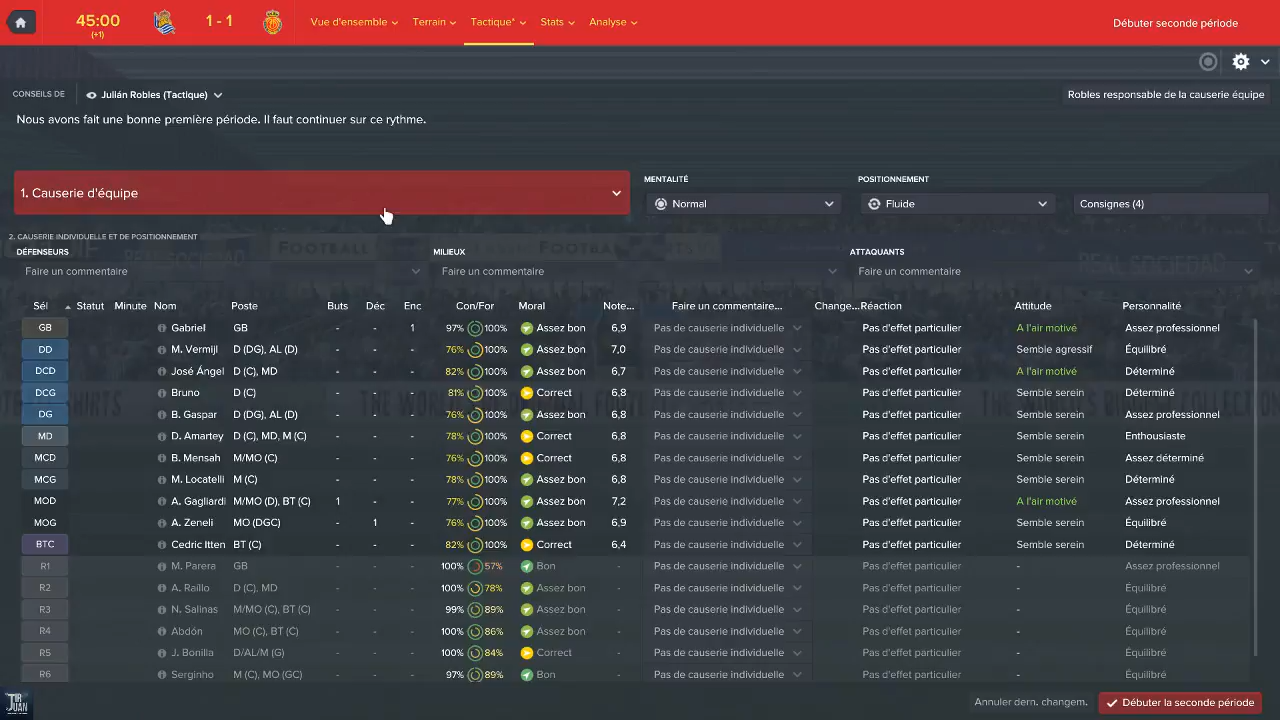 45:00
(+1)
1 - 1
Vue d'ensemble
Terrain
Tactique*
Stats
Analyse
Débuter seconde période
CONSEILS DE
Julián Robles (Tactique)
Robles responsable de la causerie équipe
Nous avons fait une bonne première période. Il faut continuer sur ce rythme.
1. Causerie d'équipe
MENTALITÉ
POSITIONNEMENT
Normal
Fluide
Consignes (4)
2. CAUSERIE INDIVIDUELLE ET DE POSITIONNEMENT
DÉFENSEURS MILIEUX ATTAQUANTS
Faire un commentaire Faire un commentaire Faire un commentaire
Sél Statut Minute Nom Poste Buts Déc Enc Con/For Moral Note... Faire un commentaire... Change... Réaction Attitude Personnalité
GB Gabriel GB - - 1 97% 100% Assez bon 6,9 Pas de causerie individuelle Pas d'effet particulier A l'air motivé Assez professionnel
DD M. Vermijl D (DG), AL (D) - - - 76% 100% Assez bon 7,0 Pas de causerie individuelle Pas d'effet particulier Semble agressif Équilibré
DCD José Ángel D (C), MD - - - 82% 100% Assez bon 6,7 Pas de causerie individuelle Pas d'effet particulier A l'air motivé Déterminé
DCG Bruno D (C) - - - 81% 100% Correct 6,8 Pas de causerie individuelle Pas d'effet particulier Semble serein Déterminé
DG B. Gaspar D (DG), AL (D) - - - 76% 100% Assez bon 6,8 Pas de causerie individuelle Pas d'effet particulier Semble serein Assez professionnel
MD D. Amartey D (C), MD, M (C) - - - 78% 100% Correct 6,8 Pas de causerie individuelle Pas d'effet particulier Semble serein Enthousiaste
MCD B. Mensah M/MO (C) - - - 76% 100% Correct 6,8 Pas de causerie individuelle Pas d'effet particulier Semble serein Assez déterminé
MCG M. Locatelli M (C) - - - 78% 100% Assez bon 6,8 Pas de causerie individuelle Pas d'effet particulier Semble serein Déterminé
MOD A. Gagliardi M/MO (D), BT (C) 1 - - 77% 100% Assez bon 7,2 Pas de causerie individuelle Pas d'effet particulier A l'air motivé Assez professionnel
MOG A. Zeneli MO (DGC) - 1 - 76% 100% Assez bon 6,9 Pas de causerie individuelle Pas d'effet particulier Semble serein Équilibré
BTC Cedric Itten BT (C) - - - 82% 100% Correct 6,4 Pas de causerie individuelle Pas d'effet particulier Semble serein Déterminé
R1 M. Parera GB - - - 100% 57% Bon - Pas de causerie individuelle Pas d'effet particulier - Assez professionnel
R2 A. Raíllo D (C), MD - - - 100% 78% Assez bon - Pas de causerie individuelle Pas d'effet particulier - Équilibré
R3 N. Salinas M/MO (C), BT (C) - - - 99% 89% Assez bon - Pas de causerie individuelle Pas d'effet particulier - Équilibré
R4 Abdón MO (C), BT (C) - - - 100% 86% Assez bon - Pas de causerie individuelle Pas d'effet particulier - Équilibré
R5 J. Bonilla D/AL/M (G) - - - 100% 84% Correct - Pas de causerie individuelle Pas d'effet particulier - Équilibré
R6 Serginho M (C), MO (GC) - - - 97% 89% Bon - Pas de causerie individuelle Pas d'effet particulier - Équilibré
Annuler dern. changem.
Débuter la seconde période